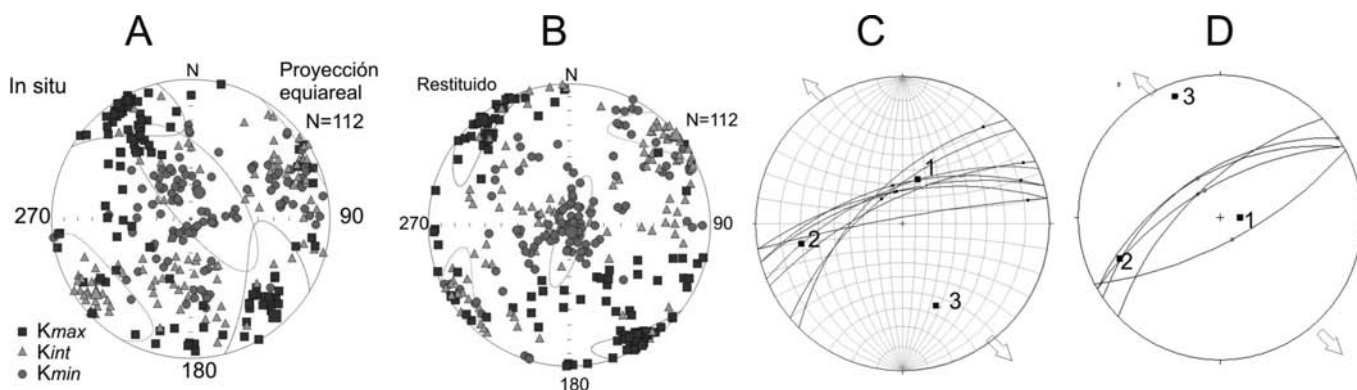 A
B
C
D
In situ
N
Proyección
equiareal
N=112
270
90
180
Kmax
Kint
Kmin
Restituido
N
N=112
270
90
180
1
2
3
3
1
2